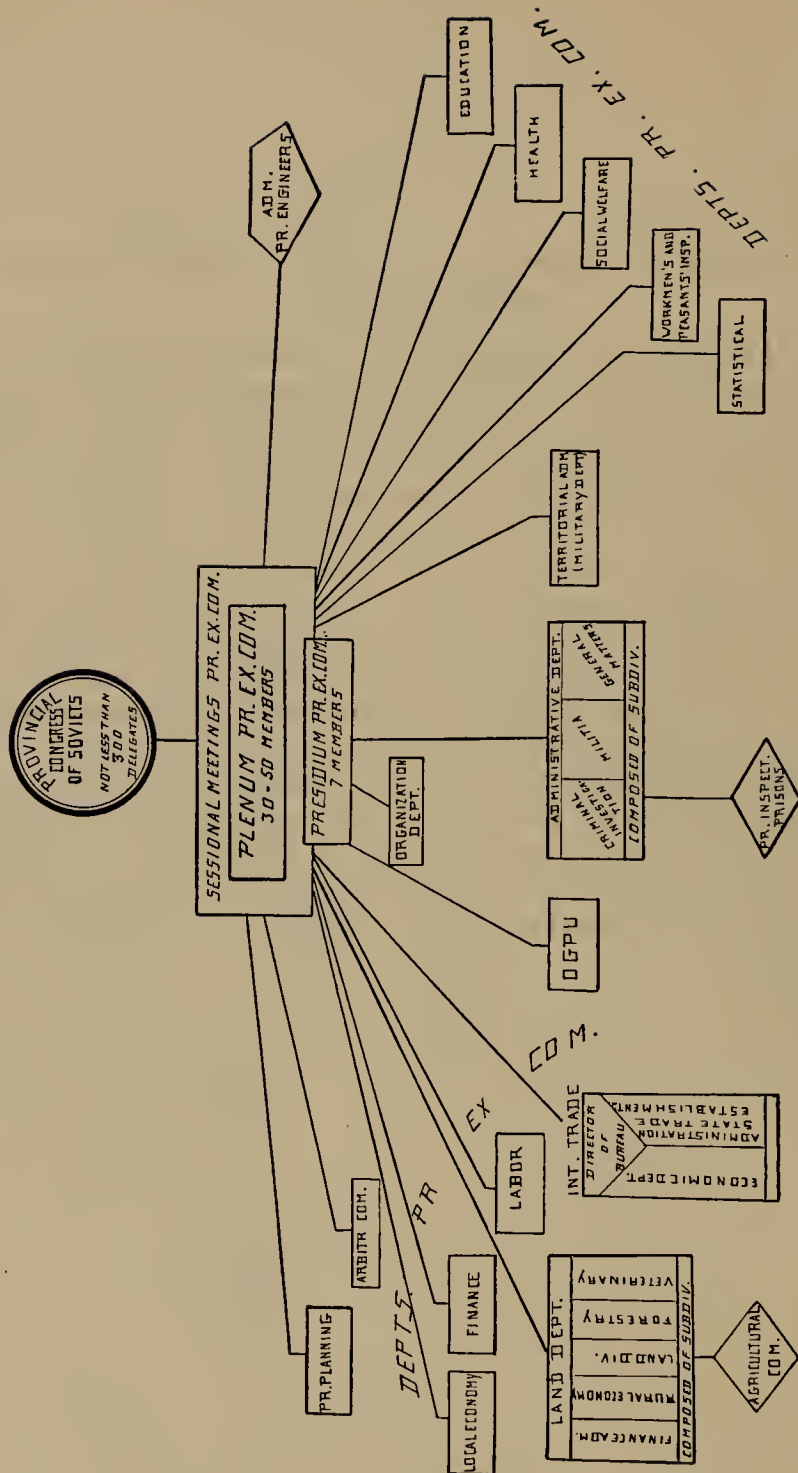 PROVINCIAL
CONGRESS
OF SOVIETS
NOT LESS THAN
300
DELEGATES
SESSIONAL MEETINGS PR. EX. COM.
PLENUM PR. EX. COM.
30-50 MEMBERS
PRESIDIUM PR. EX. COM.
7 MEMBERS
ADM.
PR. ENGINEERS
PR. PLANNING
ARBITR COM.
DEPTS. PR EX COM.
LOCAL ECONOMY
FINANCE
LABOR
ORGANIZATION
DEPT.
OGPU
LAND DEPT.
FINANCE ADM.
RURAL ECONOMY
LAND DIV.
FORESTRY
VETERINARY
COMPOSED OF SUBDIV.
AGRICULTURAL
COM.
INT. TRADE
DIRECTOR
OF
BUREAU
ECONOMIC DEPT.
ADMINISTRATION
STATE TRADE
ESTABLISHMENTS
ADMINISTRATIVE DEPT.
CRIMINAL
INVESTIGA-
TION
MILITIA
GENERAL
MATTERS
COMPOSED OF SUBDIV.
PR. INSPECT.
PRISONS
TERRITORIAL ADM
(MILITARY DEPT)
STATISTICAL
WORKMEN'S AND
PEASANTS' INSP.
SOCIAL WELFARE
HEALTH
EDUCATION
DEPTS. PR. EX. COM.